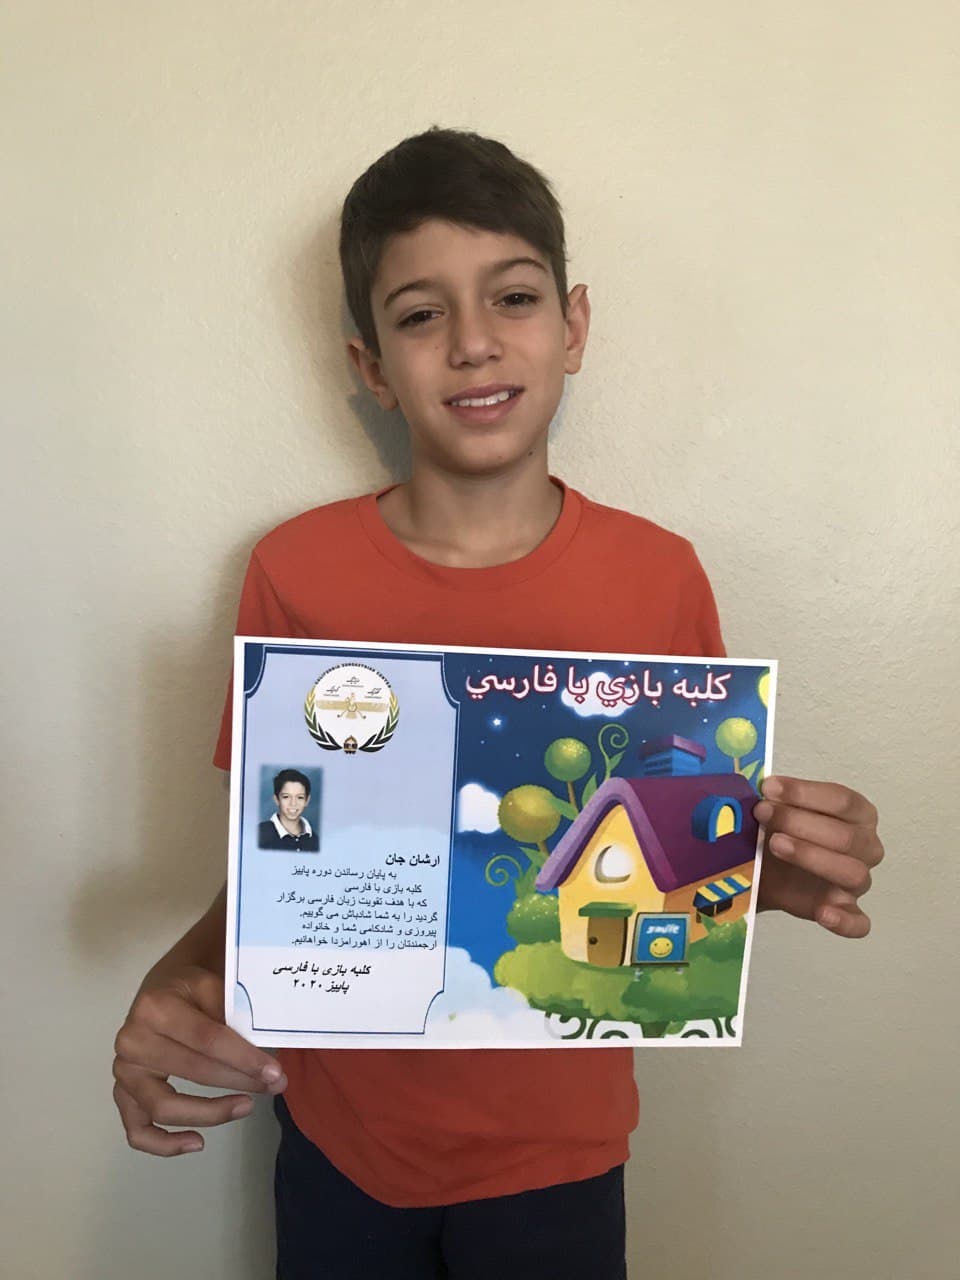 CALIFORNIA ZOROASTRIAN CENTER
كلبه بازي با فارسي
ارشان جان
به پایان رساندن دوره پاییز
کلبه بازی با فارسی
که با هدف تقویت زبان فارسی برگزار
گردید را به شما شادباش می گوییم.
پیروزی و شادکامی شما و خانواده
ارجمندتان را از اهورامزدا خواهانیم.
کلبه بازی با فارسی
پاییز ۲۰۲۰
smile